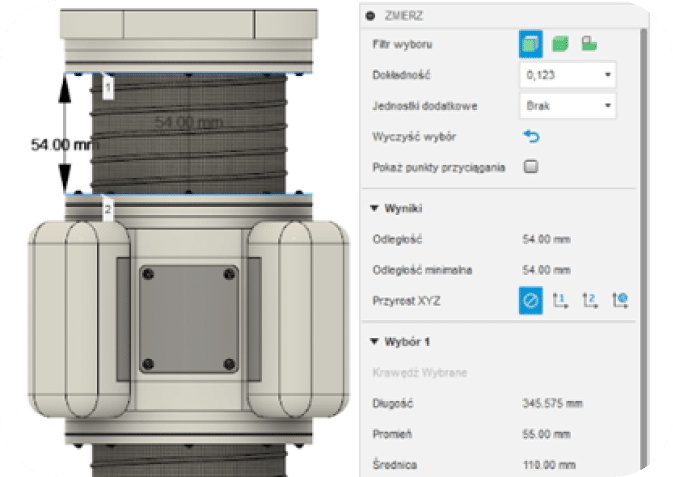 ZMIERZ
Filtr wyboru
Dokładność 0,123
Jednostki dodatkowe Brak
Wyczyść wybór
Pokaż punkty przyciągania
Wyniki
Odległość 54.00 mm
Odległość minimalna 54.00 mm
Przyrost XYZ 1 2
Wybór 1
Krawędź Wybrane
Długość 345.575 mm
Promień 55.00 mm
Średnica 110.00 mm
1
54.00 mm
54.00 mm
2